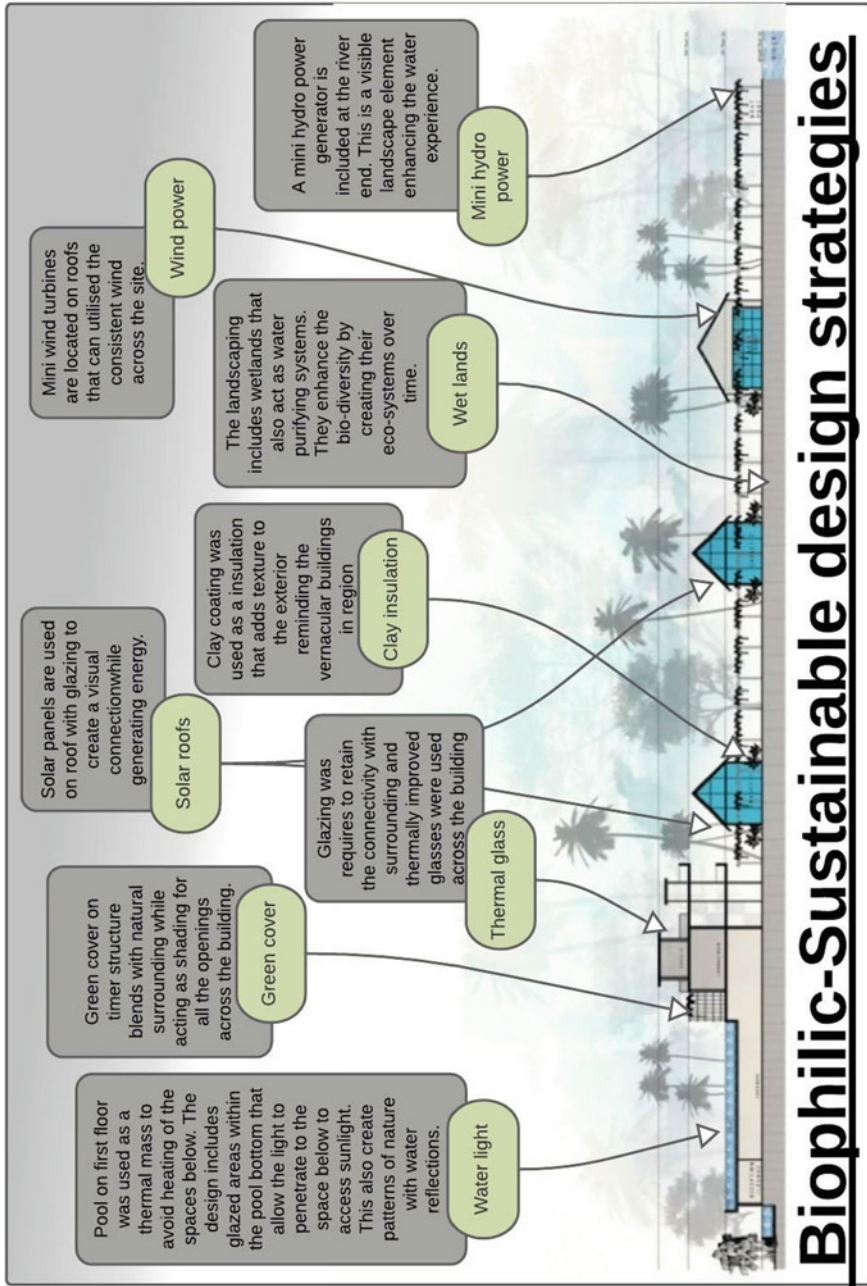 Pool on first floor
was used as a
thermal mass to
avoid heating of the
spaces below. The
design includes
glazed areas within
the pool bottom that
allow the light to
penetrate to the
space below to
access sunlight.
This also create
patterns of nature
with water
reflections.
Water light
Green cover on
timer structure
blends with natural
surrounding while
acting as shading for
all the openings
across the building.
Green cover
Solar panels are used
on roof with glazing to
create a visual
connectionwhile
generating energy.
Solar roofs
Glazing was
requires to retain
the connectivity with
surrounding and
thermally improved
glasses were used
across the building
Thermal glass
Clay coating was
used as a insulation
that adds texture to
the exterior
reminding the
vernacular buildings
in region
Clay insulation
Mini wind turbines
are located on roofs
that can utilised the
consistent wind
across the site.
Wind power
The landscaping
includes wetlands that
also act as water
purifying systems.
They enhance the
bio-diversity by
creating their
eco-systems over
time.
Wet lands
A mini hydro power
generator is
included at the river
end. This is a visible
landscape element
enhancing the water
experience.
Mini hydro
power
Biophilic-Sustainable design strategies